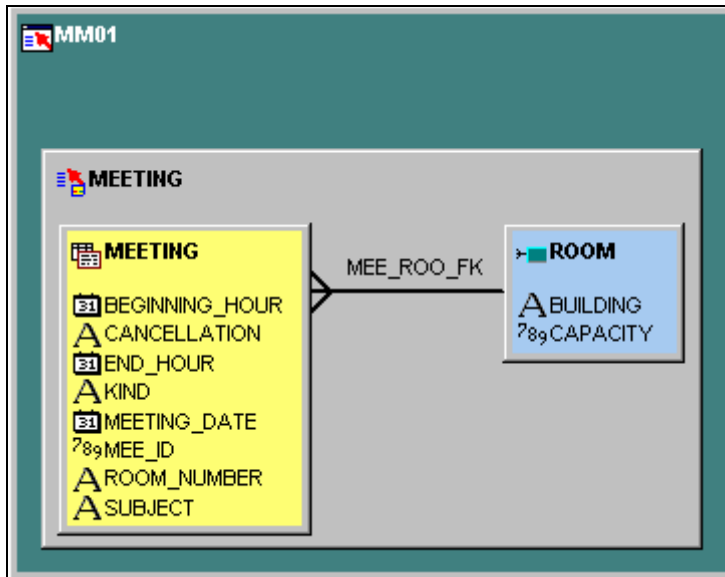 MM01
MEETING
MEETING
BEGINNING_HOUR
CANCELLATION
END_HOUR
KIND
MEETING_DATE
MEE_ID
ROOM_NUMBER
SUBJECT
MEE_ROO_FK
ROOM
BUILDING
CAPACITY